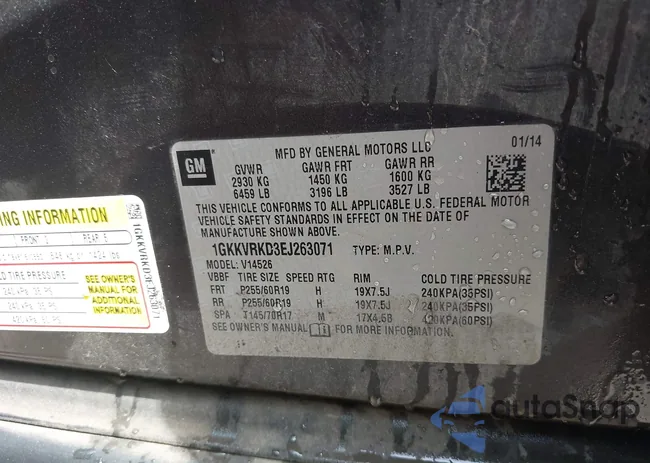 GM
MFD BY GENERAL MOTORS LLC
01/14
GVWR GAWR FRT GAWR RR
2930 KG 1450 KG 1600 KG
6459 LB 3196 LB 3527 LB
THIS VEHICLE CONFORMS TO ALL APPLICABLE U.S. FEDERAL MOTOR
VEHICLE SAFETY STANDARDS IN EFFECT ON THE DATE OF
MANUFACTURE SHOWN ABOVE.
1GKKVRKD3EJ263071 TYPE: M.P.V.
MODEL: V14526
VBBF TIRE SIZE SPEED RTG RIM COLD TIRE PRESSURE
FRT P255/60R19 H 19X7.5J 240KPA(35PSI)
RR P255/60R19 H 19X7.5J 240KPA(35PSI)
SPA T145/70R17 M 17X4.5B 420KPA(60PSI)
SEE OWNER'S MANUAL FOR MORE INFORMATION.
ING INFORMATION
FRONT 2 REAR 5
TIRE PRESSURE
SEE OWNER'S
MANUAL FOR
ADDITIONAL
INFORMATION
autoSnap